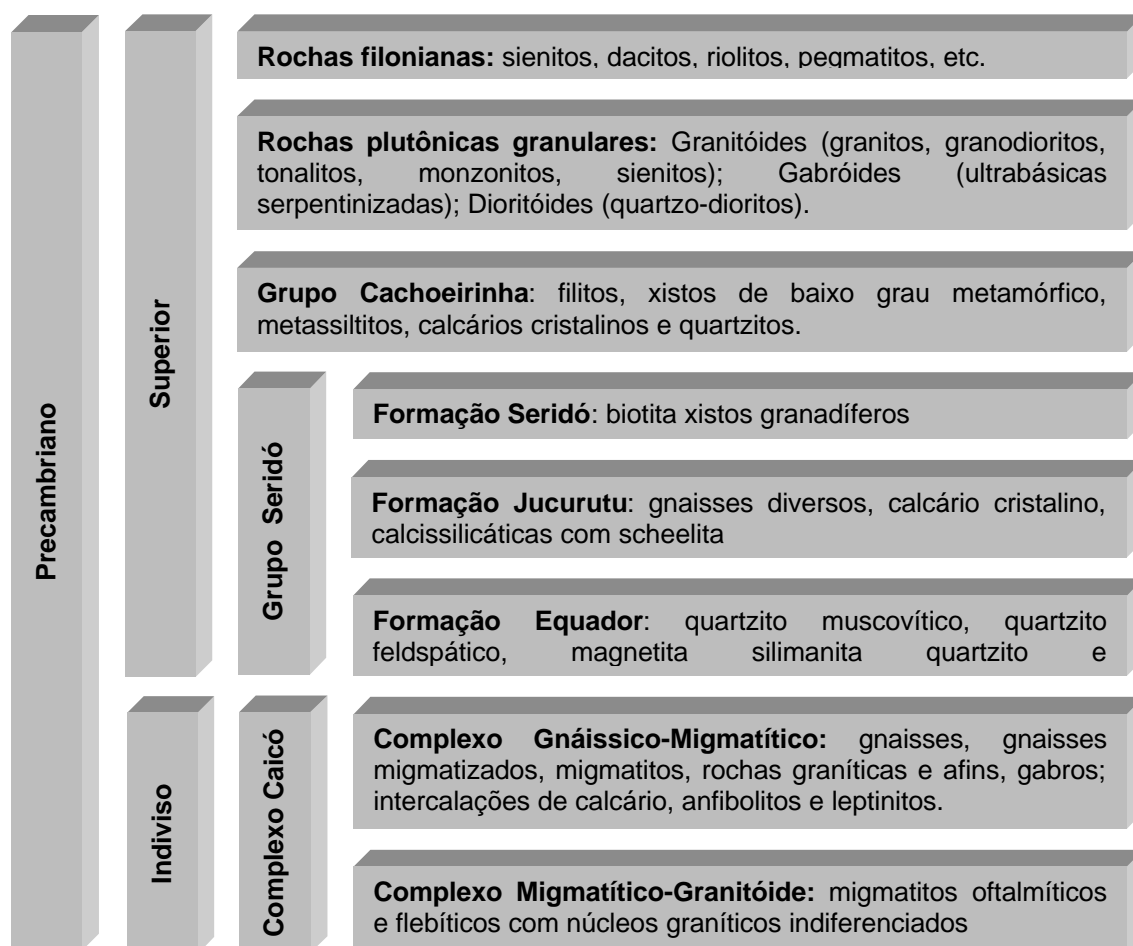 Precambriano
Superior
Rochas filonianas: sienitos, dacitos, riolitos, pegmatitos, etc.
Rochas plutônicas granulares: Granitóides (granitos, granodioritos,
tonalitos, monzonitos, sienitos); Gabróides (ultrabásicas
serpentinizadas); Dioritóides (quartzo-dioritos).
Grupo Cachoeirinha: filitos, xistos de baixo grau metamórfico,
metassiltitos, calcários cristalinos e quartzitos.
Grupo Seridó
Formação Seridó: biotita xistos granadíferos
Formação Jucurutu: gnaisses diversos, calcário cristalino,
calcissilicáticas com scheelita
Formação Equador: quartzito muscovítico, quartzito
feldspático, magnetita silimanita quartzito e
Indiviso
Complexo Caicó
Complexo Gnáissico-Migmatítico: gnaisses, gnaisses
migmatizados, migmatitos, rochas graníticas e afins, gabros;
intercalações de calcário, anfibolitos e leptinitos.
Complexo Migmatítico-Granitóide: migmatitos oftalmíticos
e flebíticos com núcleos graníticos indiferenciados